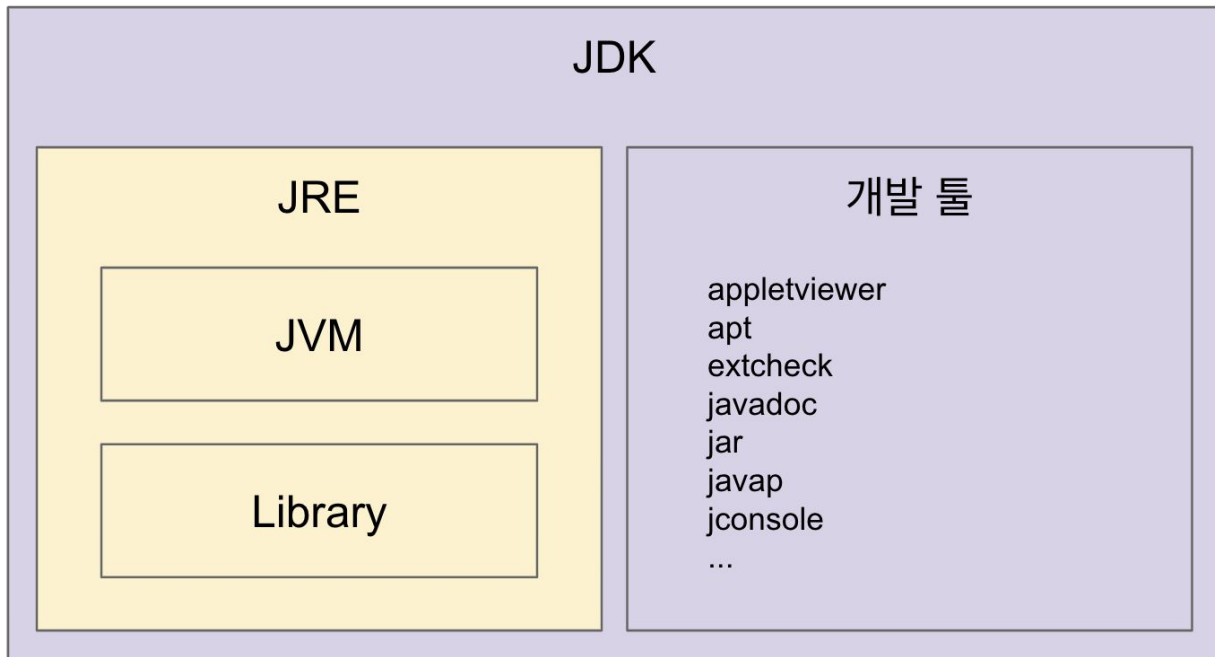 JDK
JRE
JVM
Library
개발 툴
appletviewer
apt
extcheck
javadoc
jar
javap
jconsole
...